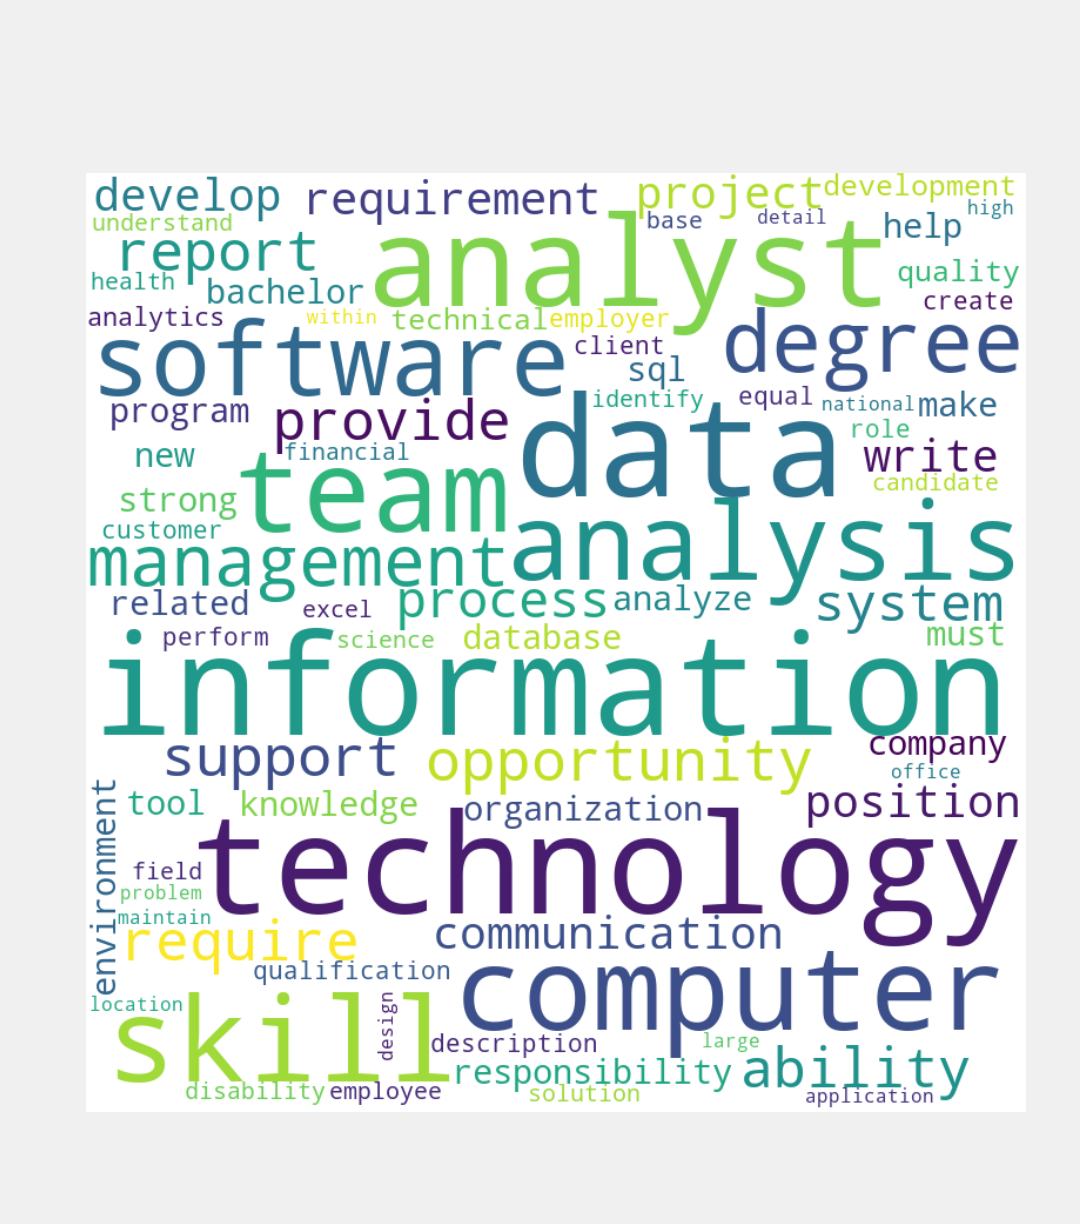 develop
requirement
project
development
understand
base
detail
high
report
analyst
help
health
bachelor
quality
create
analytics
within
technical
employer
software
client
degree
sql
program
provide
identify
equal
national
make
data
role
new
financial
write
team
candidate
strong
customer
analysis
management
related
excel
process
analyze
system
perform
science
database
must
information
support
opportunity
company
office
environment
tool
knowledge
organization
position
technology
field
problem
maintain
require
communication
qualification
computer
location
skill
design
description
large
responsibility
ability
disability
employee
solution
application